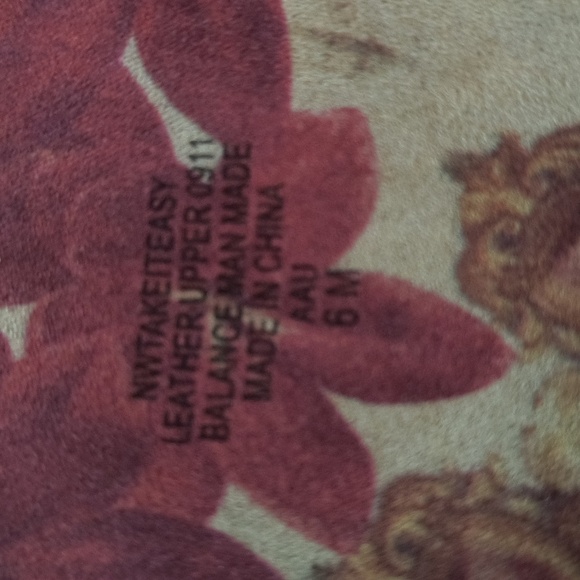 NWTAKEITEASY
LEATHER UPPER 0911
BALANCE MAN MADE
MADE IN CHINA
AAU
6 M